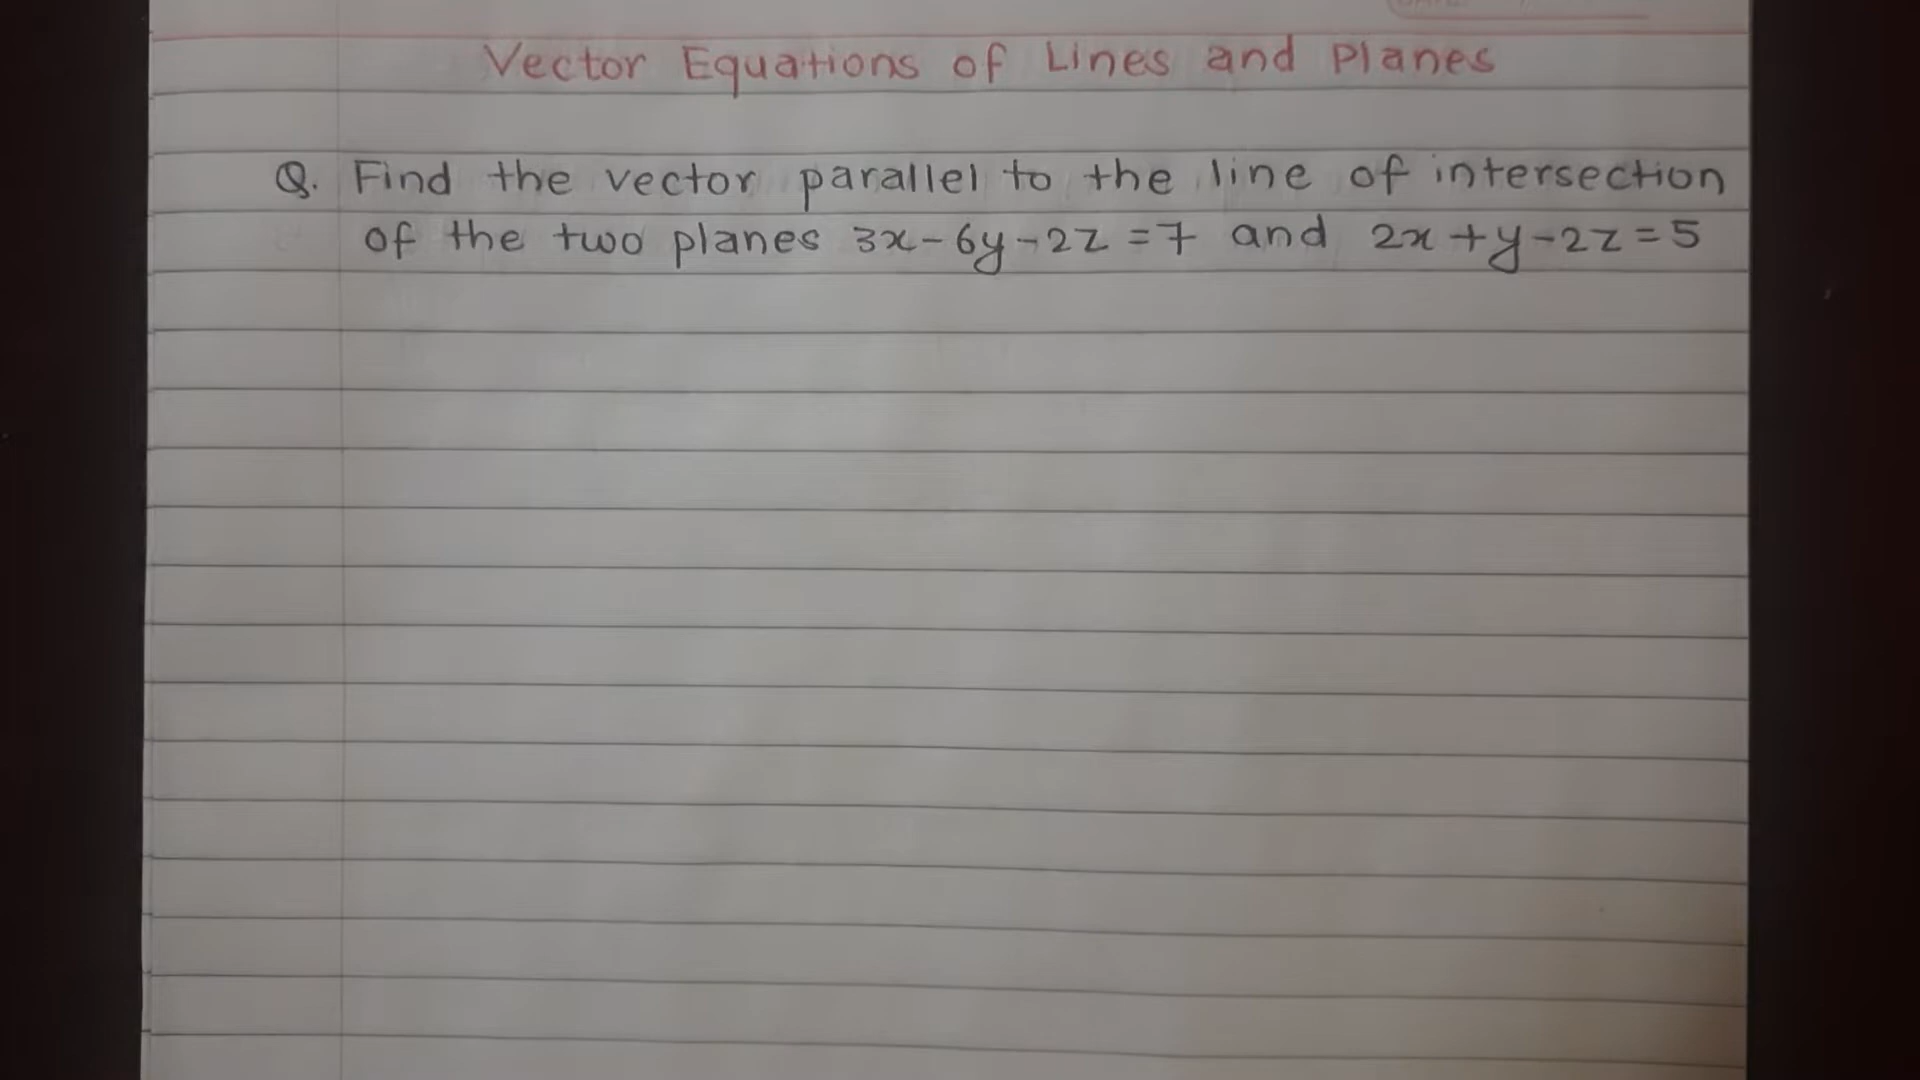 Vector Equations of Lines and Planes
Q. Find the vector parallel to the line of intersection
of the two planes 3x-6y-2z=7 and 2x+y-2z=5